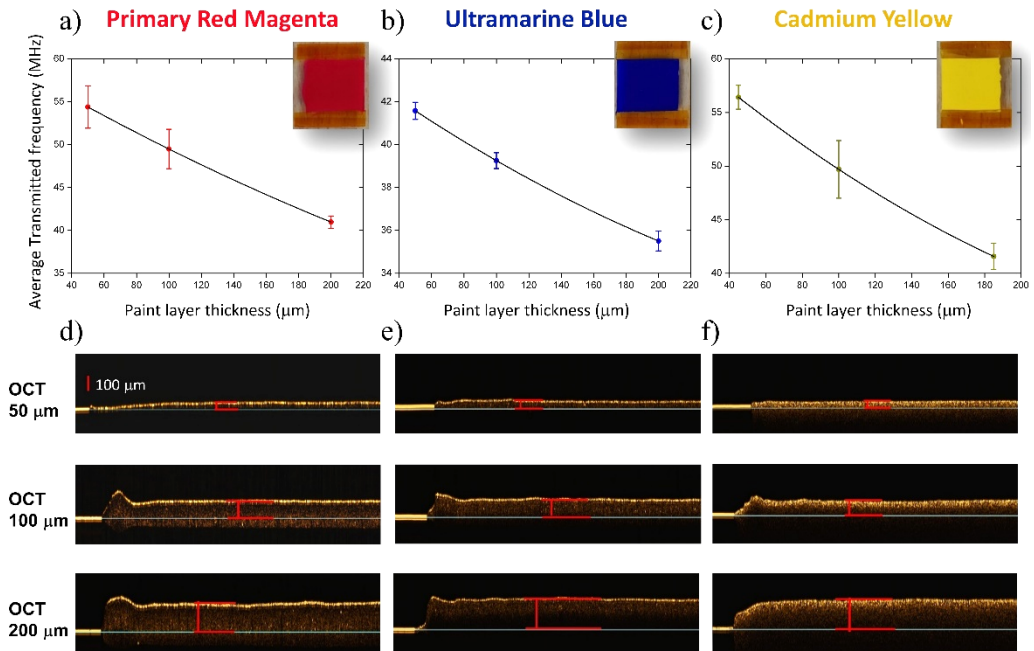 a) Primary Red Magenta
b) Ultramarine Blue
c) Cadmium Yellow
Average Transmitted frequency (MHz)
60
55
50
45
40
35
40 60 80 100 120 140 160 180 200 220
Paint layer thickness (μm)
44
42
40
38
36
34
40 60 80 100 120 140 160 180 200 220
Paint layer thickness (μm)
60
55
50
45
40
40 60 80 100 120 140 160 180 200
Paint layer thickness (μm)
d)
e)
f)
OCT
50 μm
100 μm
OCT
100 μm
OCT
200 μm